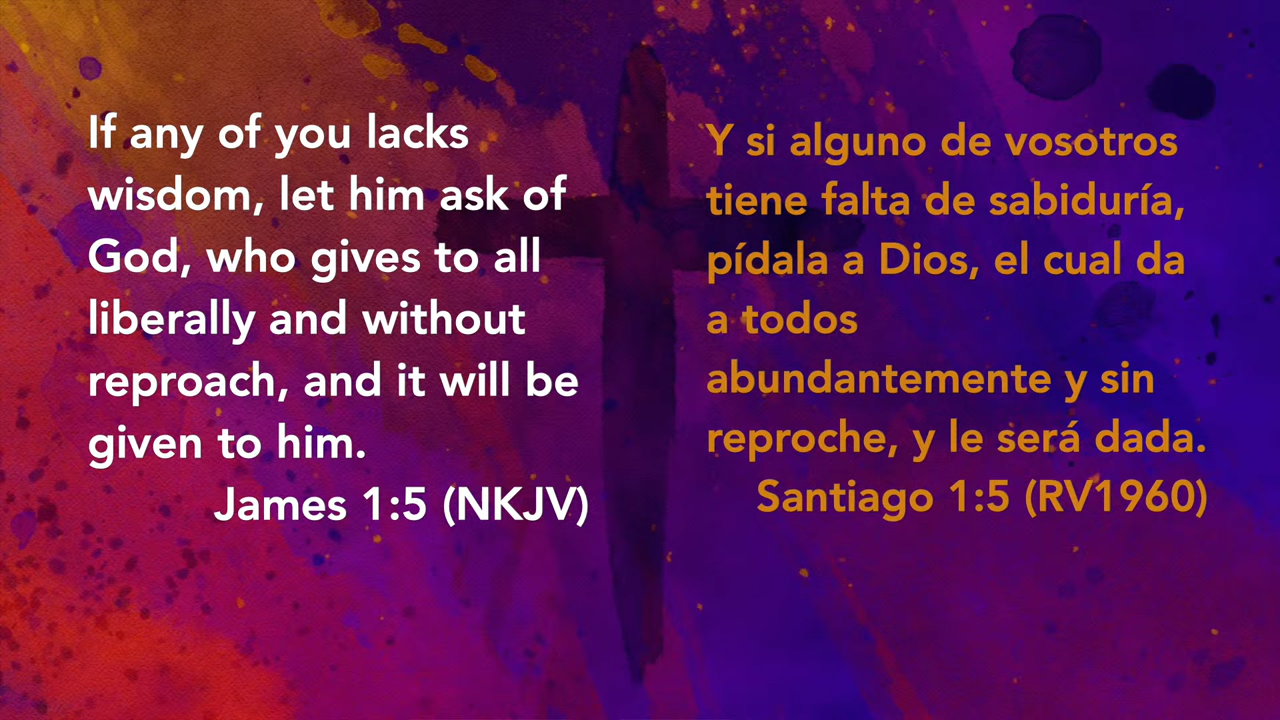 If any of you lacks
wisdom, let him ask of
God, who gives to all
liberally and without
reproach, and it will be
given to him.
James 1:5 (NKJV)
Y si alguno de vosotros
tiene falta de sabiduría,
pídala a Dios, el cual da
a todos
abundantemente y sin
reproche, y le será dada.
Santiago 1:5 (RV1960)